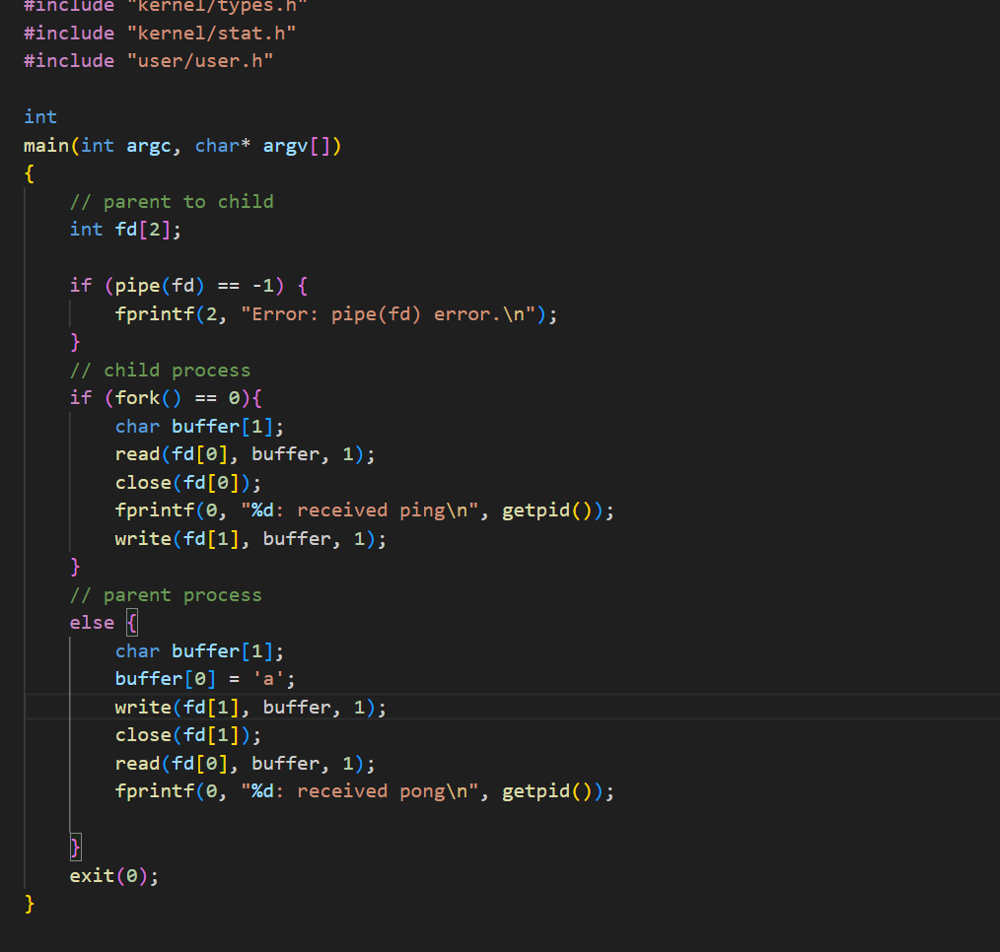 #include "kernel/types.h"
#include "kernel/stat.h"
#include "user/user.h"
int
main(int argc, char* argv[])
{
// parent to child
int fd[2];
if (pipe(fd) == -1) {
fprintf(2, "Error: pipe(fd) error.\n");
}
// child process
if (fork() == 0){
char buffer[1];
read(fd[0], buffer, 1);
close(fd[0]);
fprintf(0, "%d: received ping\n", getpid());
write(fd[1], buffer, 1);
}
// parent process
else {
char buffer[1];
buffer[0] = 'a';
write(fd[1], buffer, 1);
close(fd[1]);
read(fd[0], buffer, 1);
fprintf(0, "%d: received pong\n", getpid());
}
exit(0);
}